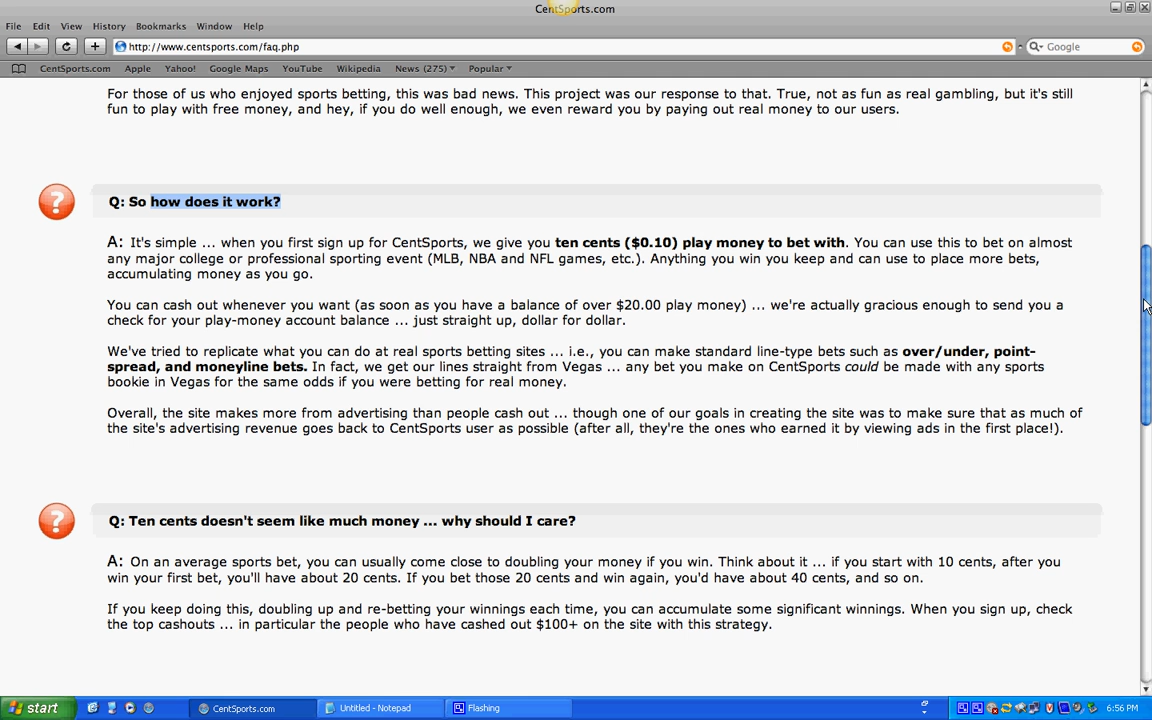 CentSports.com
File Edit View History Bookmarks Window Help
http://www.centsports.com/faq.php
Google
CentSports.com Apple Yahoo! Google Maps YouTube Wikipedia News (275) Popular
For those of us who enjoyed sports betting, this was bad news. This project was our response to that. True, not as fun as real gambling, but it's still
fun to play with free money, and hey, if you do well enough, we even reward you by paying out real money to our users.
?
Q: So how does it work?
A: It's simple ... when you first sign up for CentSports, we give you ten cents ($0.10) play money to bet with. You can use this to bet on almost
any major college or professional sporting event (MLB, NBA and NFL games, etc.). Anything you win you keep and can use to place more bets,
accumulating money as you go.
You can cash out whenever you want (as soon as you have a balance of over $20.00 play money) ... we're actually gracious enough to send you a
check for your play-money account balance ... just straight up, dollar for dollar.
We've tried to replicate what you can do at real sports betting sites ... i.e., you can make standard line-type bets such as over/under, point-
spread, and moneyline bets. In fact, we get our lines straight from Vegas ... any bet you make on CentSports could be made with any sports
bookie in Vegas for the same odds if you were betting for real money.
Overall, the site makes more from advertising than people cash out ... though one of our goals in creating the site was to make sure that as much of
the site's advertising revenue goes back to CentSports user as possible (after all, they're the ones who earned it by viewing ads in the first place!).
?
Q: Ten cents doesn't seem like much money ... why should I care?
A: On an average sports bet, you can usually come close to doubling your money if you win. Think about it ... if you start with 10 cents, after you
win your first bet, you'll have about 20 cents. If you bet those 20 cents and win again, you'd have about 40 cents, and so on.
If you keep doing this, doubling up and re-betting your winnings each time, you can accumulate some significant winnings. When you sign up, check
the top cashouts ... in particular the people who have cashed out $100+ on the site with this strategy.
start CentSports.com Untitled - Notepad Flashing 6:56 PM